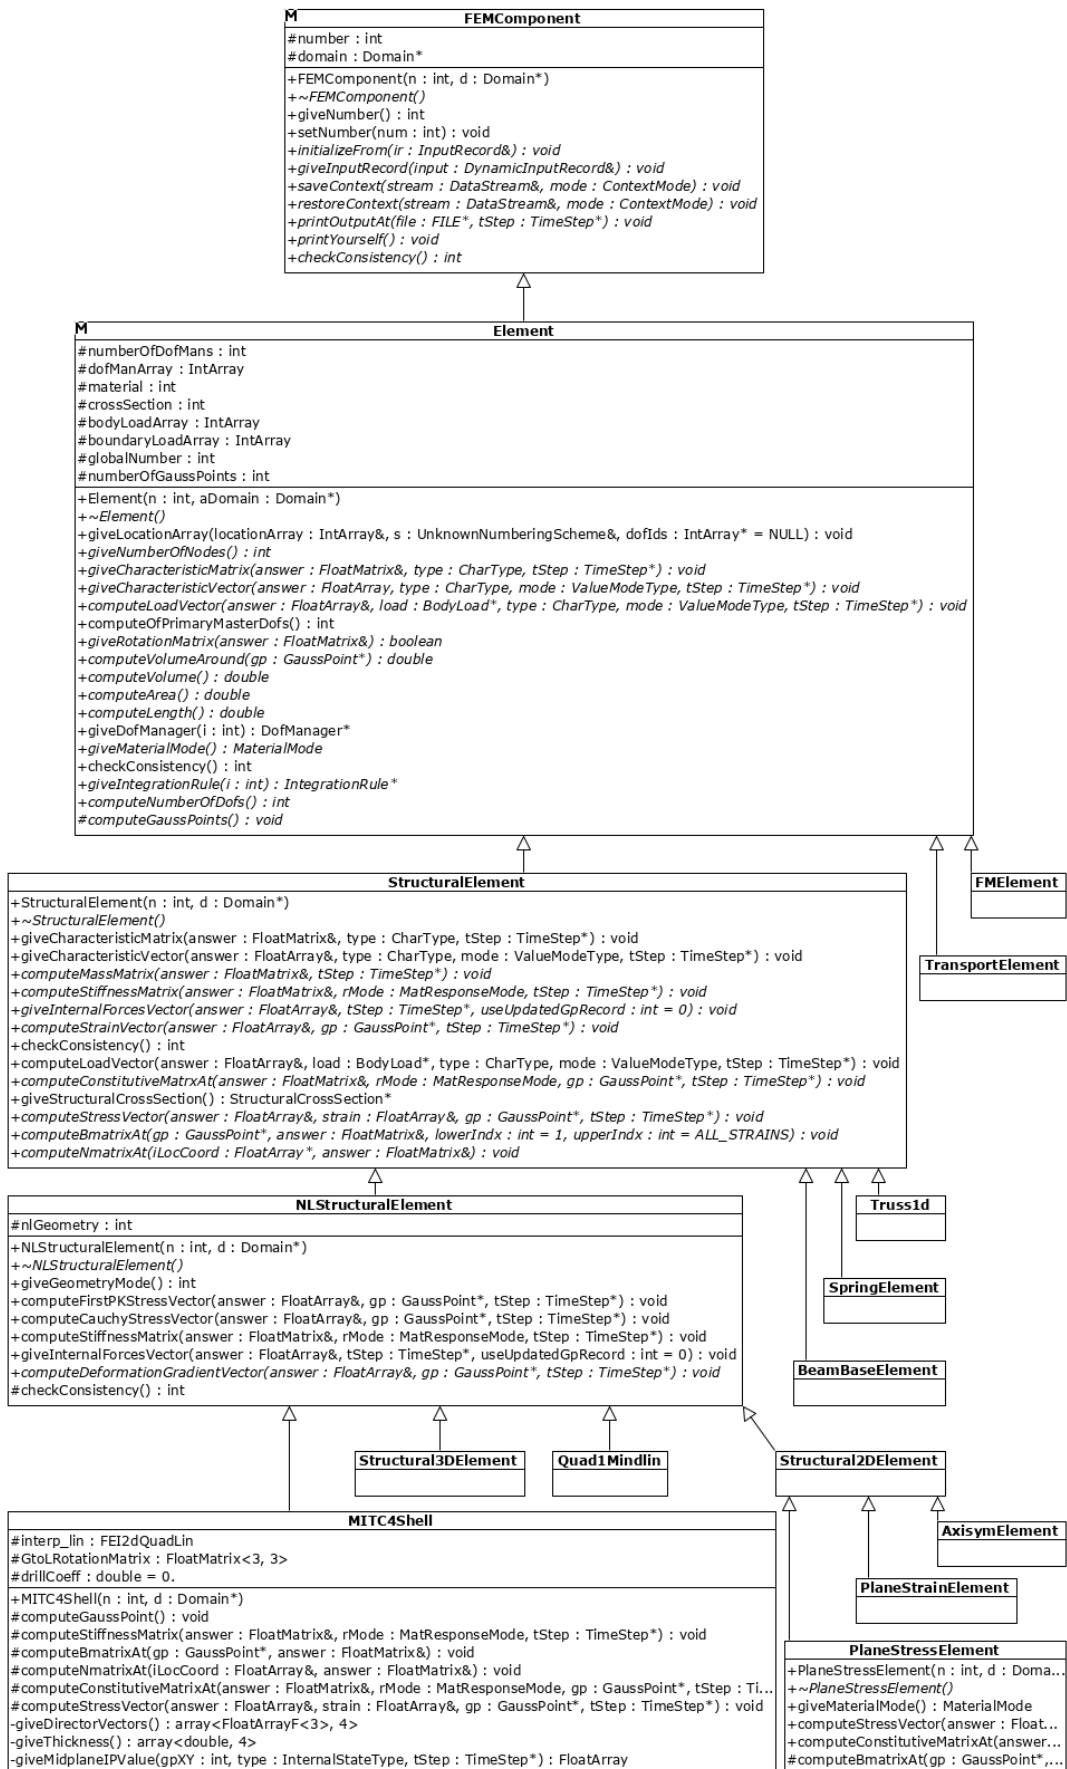 M
FEMComponent
#number : int
#domain : Domain*
+FEMComponent(n : int, d : Domain*)
+~FEMComponent()
+giveNumber() : int
+setNumber(num : int) : void
+initializeFrom(ir : InputRecord&) : void
+giveInputRecord(input : DynamicInputRecord&) : void
+saveContext(stream : DataStream&, mode : ContextMode) : void
+restoreContext(stream : DataStream&, mode : ContextMode) : void
+printOutputAt(file : FILE*, tStep : TimeStep*) : void
+printYourself() : void
+checkConsistency() : int
M
Element
#numberOfDofMans : int
#dofManArray : IntArray
#material : int
#crossSection : int
#bodyLoadArray : IntArray
#boundaryLoadArray : IntArray
#globalNumber : int
#numberOfGaussPoints : int
+Element(n : int, aDomain : Domain*)
+~Element()
+giveLocationArray(locationArray : IntArray&, s : UnknownNumberingScheme&, dofIds : IntArray* = NULL) : void
+giveNumberOfNodes() : int
+giveCharacteristicMatrix(answer : FloatMatrix&, type : CharType, tStep : TimeStep*) : void
+giveCharacteristicVector(answer : FloatArray, type : CharType, mode : ValueModeType, tStep : TimeStep*) : void
+computeLoadVector(answer : FloatArray&, load : BodyLoad*, type : CharType, mode : ValueModeType, tStep : TimeStep*) : void
+computeOfPrimaryMasterDofs() : int
+giveRotationMatrix(answer : FloatMatrix&) : boolean
+computeVolumeAround(gp : GaussPoint*) : double
+computeVolume() : double
+computeArea() : double
+computeLength() : double
+giveDofManager(i : int) : DofManager*
+giveMaterialMode() : MaterialMode
+checkConsistency() : int
+giveIntegrationRule(i : int) : IntegrationRule*
+computeNumberOfDofs() : int
#computeGaussPoints() : void
StructuralElement
+StructuralElement(n : int, d : Domain*)
+~StructuralElement()
+giveCharacteristicMatrix(answer : FloatMatrix&, type : CharType, tStep : TimeStep*) : void
+giveCharacteristicVector(answer : FloatArray&, type : CharType, mode : ValueModeType, tStep : TimeStep*) : void
+computeMassMatrix(answer : FloatMatrix&, tStep : TimeStep*) : void
+computeStiffnessMatrix(answer : FloatMatrix&, rMode : MatResponseMode, tStep : TimeStep*) : void
+giveInternalForcesVector(answer : FloatArray&, tStep : TimeStep*, useUpdatedGpRecord : int = 0) : void
+computeStrainVector(answer : FloatArray&, gp : GaussPoint*, tStep : TimeStep*) : void
+checkConsistency() : int
+computeLoadVector(answer : FloatArray&, load : BodyLoad*, type : CharType, mode : ValueModeType, tStep : TimeStep*) : void
+computeConstitutiveMatrxAt(answer : FloatMatrix&, rMode : MatResponseMode, gp : GaussPoint*, tStep : TimeStep*) : void
+giveStructuralCrossSection() : StructuralCrossSection*
+computeStressVector(answer : FloatArray&, strain : FloatArray&, gp : GaussPoint*, tStep : TimeStep*) : void
+computeBmatrixAt(gp : GaussPoint*, answer : FloatMatrix&, lowerIndx : int = 1, upperIndx : int = ALL_STRAINS) : void
+computeNmatrixAt(iLocCoord : FloatArray*, answer : FloatMatrix&) : void
FMElement
TransportElement
NLStructuralElement
#nlGeometry : int
+NLStructuralElement(n : int, d : Domain*)
+~NLStructuralElement()
+giveGeometryMode() : int
+computeFirstPKStressVector(answer : FloatArray&, gp : GaussPoint*, tStep : TimeStep*) : void
+computeCauchyStressVector(answer : FloatArray&, gp : GaussPoint*, tStep : TimeStep*) : void
+computeStiffnessMatrix(answer : FloatMatrix&, rMode : MatResponseMode, tStep : TimeStep*) : void
+giveInternalForcesVector(answer : FloatArray&, tStep : TimeStep*, useUpdatedGpRecord : int = 0) : void
+computeDeformationGradientVector(answer : FloatArray&, gp : GaussPoint*, tStep : TimeStep*) : void
#checkConsistency() : int
Truss1d
SpringElement
BeamBaseElement
Structural3DElement
Quad1Mindlin
Structural2DElement
MITC4Shell
#interp_lin : FEI2dQuadLin
#GtoLRotationMatrix : FloatMatrix<3, 3>
#drillCoeff : double = 0.
+MITC4Shell(n : int, d : Domain*)
#computeGaussPoint() : void
#computeStiffnessMatrix(answer : FloatMatrix&, rMode : MatResponseMode, tStep : TimeStep*) : void
#computeBmatrixAt(gp : GaussPoint*, answer : FloatMatrix&) : void
#computeNmatrixAt(iLocCoord : FloatArray&, answer : FloatMatrix&) : void
#computeConstitutiveMatrixAt(answer : FloatMatrix&, rMode : MatResponseMode, gp : GaussPoint*, tStep : Ti...
#computeStressVector(answer : FloatArray&, strain : FloatArray&, gp : GaussPoint*, tStep : TimeStep*) : void
-giveDirectorVectors() : array<FloatArrayF<3>, 4>
-giveThickness() : array<double, 4>
-giveMidplaneIPValue(gpXY : int, type : InternalStateType, tStep : TimeStep*) : FloatArray
AxisymElement
PlaneStrainElement
PlaneStressElement
+PlaneStressElement(n : int, d : Doma...
+~PlaneStressElement()
+giveMaterialMode() : MaterialMode
+computeStressVector(answer : Float...
+computeConstitutiveMatrixAt(answer...
#computeBmatrixAt(gp : GaussPoint*,...